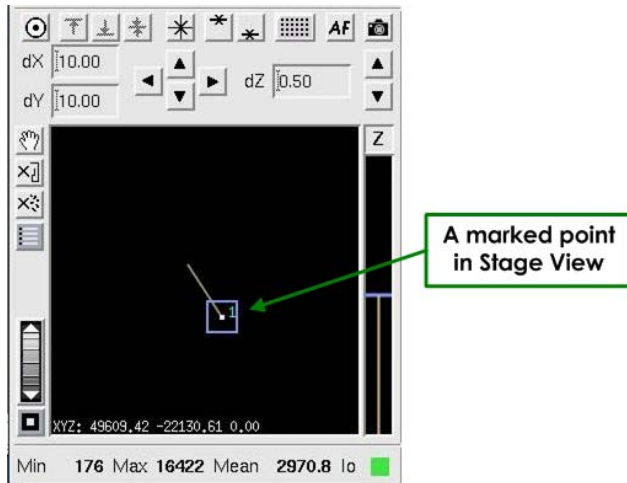 AF
dX 10.00
dY 10.00
dZ 0.50
Z
A marked point
in Stage View
1
XYZ: 49609.42 -22130.61 0.00
Min 176 Max 16422 Mean 2970.8 Io